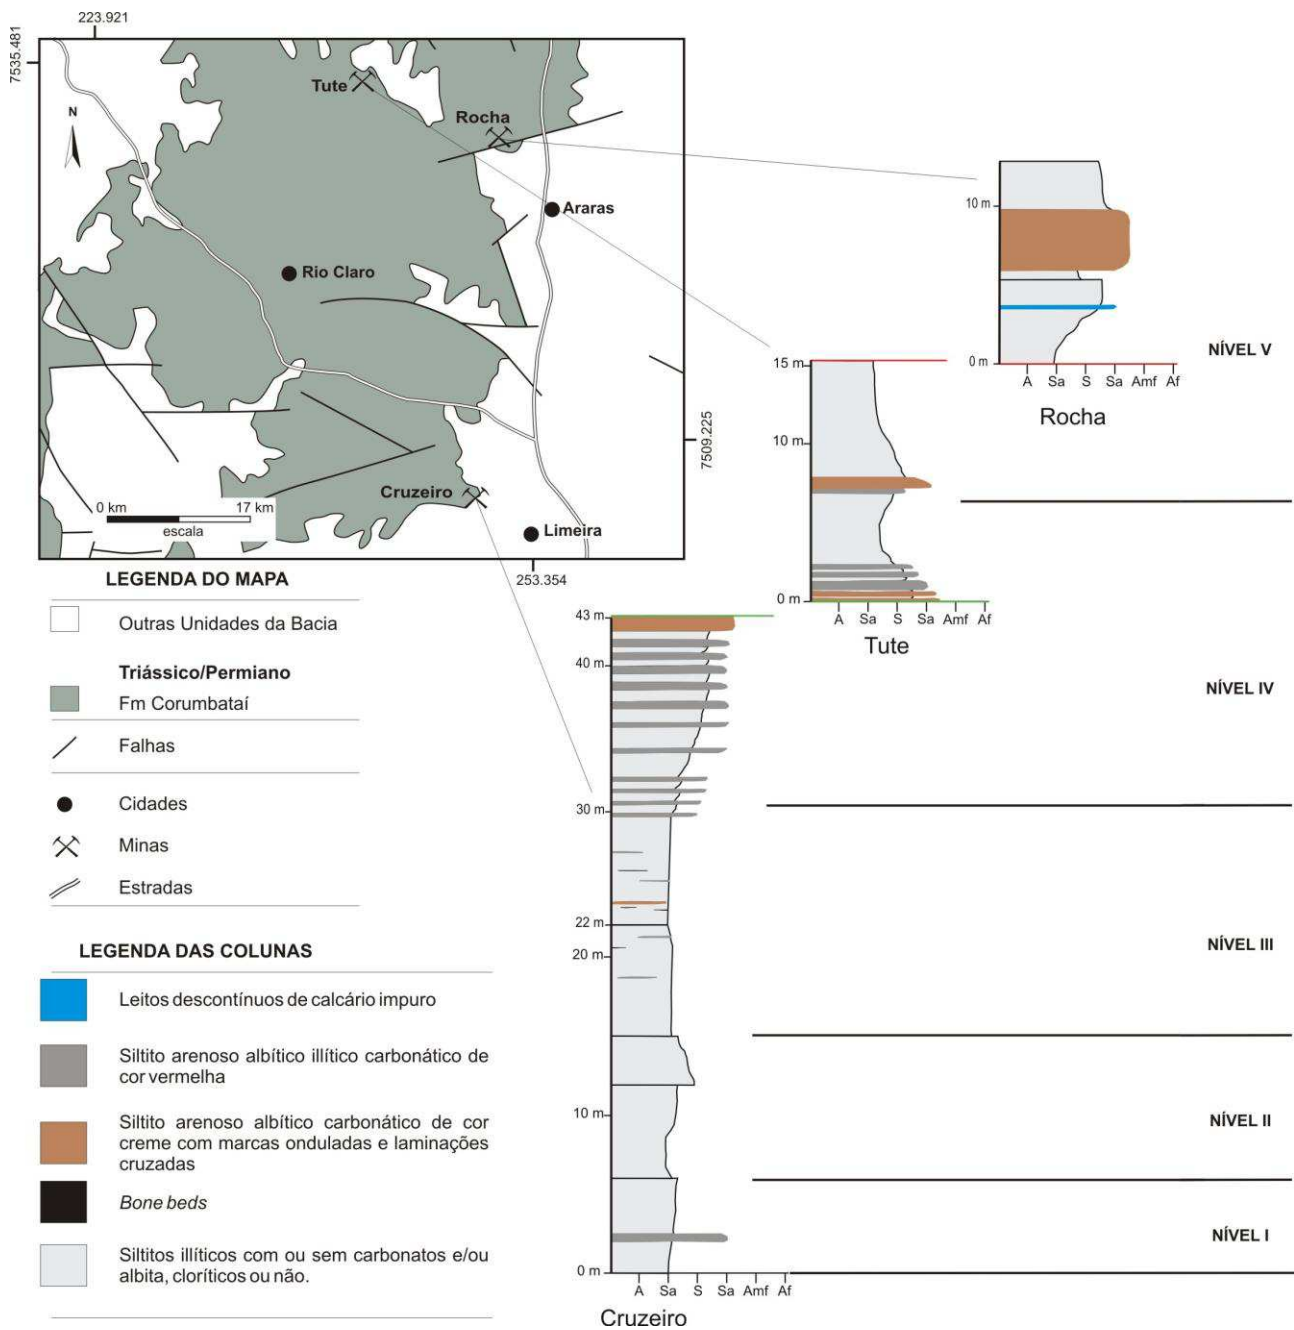 223.921
7535.481
N
Tute
Rocha
Araras
Rio Claro
Cruzeiro
Limeira
0 km 17 km
escala
7509.225
253.354
LEGENDA DO MAPA
Outras Unidades da Bacia
Triássico/Permiano
Fm Corumbataí
Falhas
Cidades
Minas
Estradas
LEGENDA DAS COLUNAS
Leitos descontínuos de calcário impuro
Siltito arenoso albítico illítico carbonático de
cor vermelha
Siltito arenoso albítico carbonático de cor
creme com marcas onduladas e laminações
cruzadas
Bone beds
Siltitos illíticos com ou sem carbonatos e/ou
albita, cloríticos ou não.
10 m
0 m
A Sa S Sa Amf Af
Rocha
15 m
10 m
0 m
A Sa S Sa Amf Af
Tute
43 m
40 m
30 m
22 m
20 m
10 m
0 m
A Sa S Sa Amf Af
Cruzeiro
NÍVEL V
NÍVEL IV
NÍVEL III
NÍVEL II
NÍVEL I